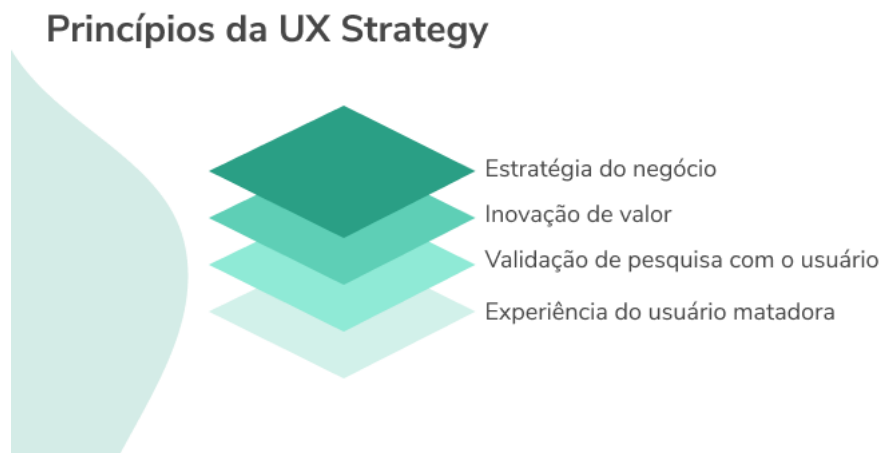 Princípios da UX Strategy
Estratégia do negócio
Inovação de valor
Validação de pesquisa com o usuário
Experiência do usuário matadora